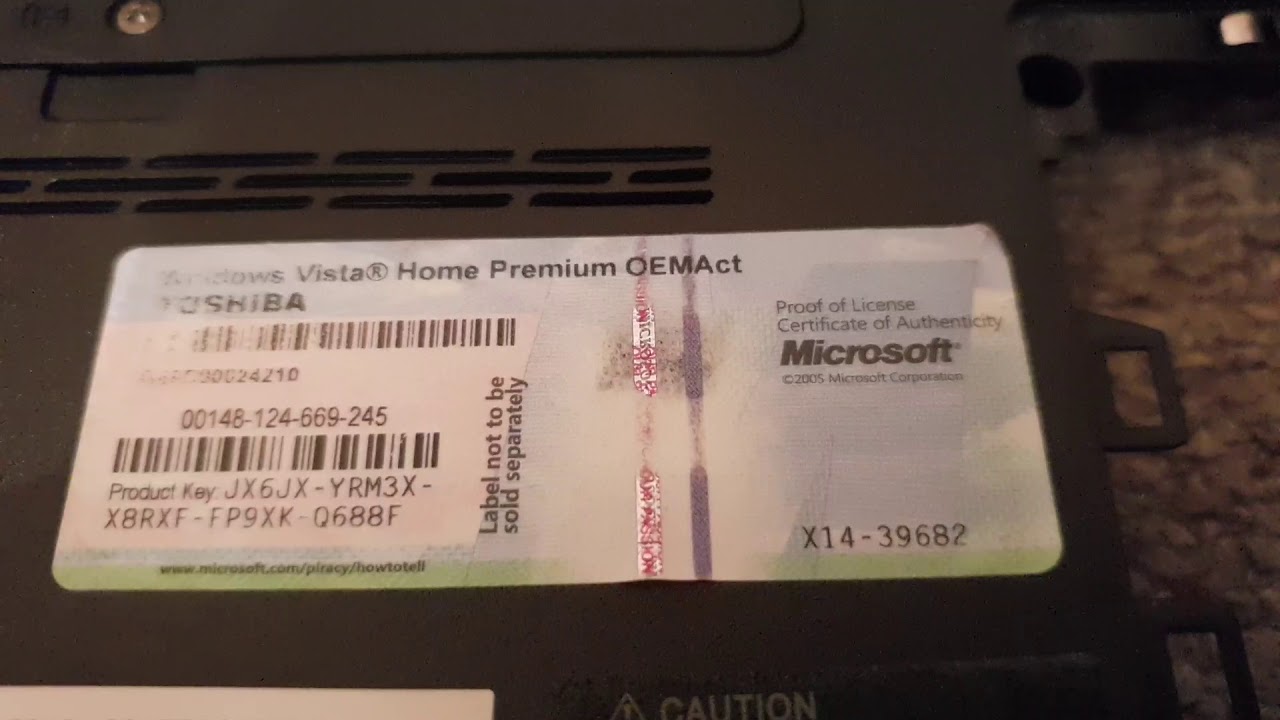 Windows Vista® Home Premium OEMAct
TOSHIBA
00148-124-669-245
Product Key: JX6JX-YRM3X-
X8RXF-FP9XK-Q688F
www.microsoft.com/piracy/howtotell
Label not to be
sold separately
Proof of License
Certificate of Authenticity
Microsoft®
©2005 Microsoft Corporation
X14-39682
CAUTION